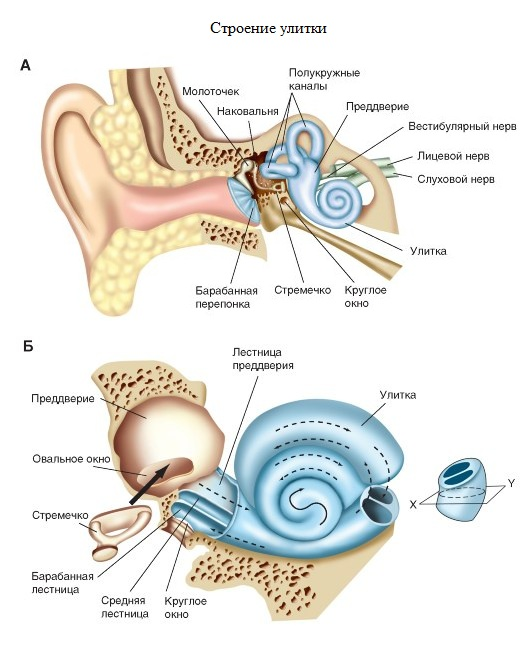 Строение улитки
А
Полукружные
каналы
Молоточек
Наковальня
Преддверие
Вестибулярный нерв
Лицевой нерв
Слуховой нерв
Улитка
Барабанная
перепонка
Стремечко
Круглое
окно
Б
Лестница
преддверия
Преддверие
Улитка
Овальное окно
Стремечко
X
Y
Барабанная
лестница
Средняя
лестница
Круглое
окно